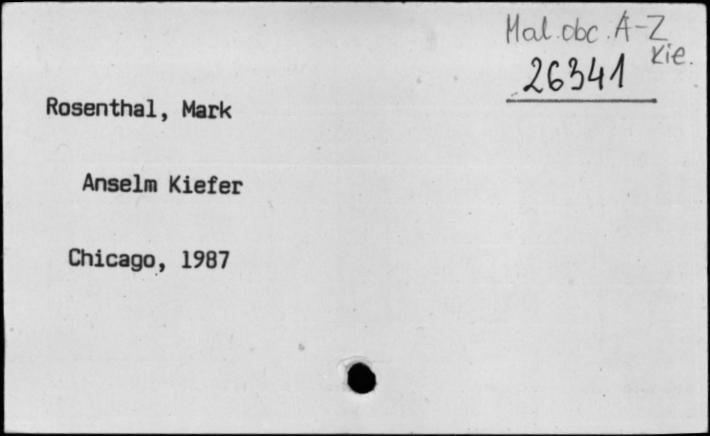 Mal. obc. A-Z
Kie.
26341
Rosenthal, Mark
Anselm Kiefer
Chicago, 1987